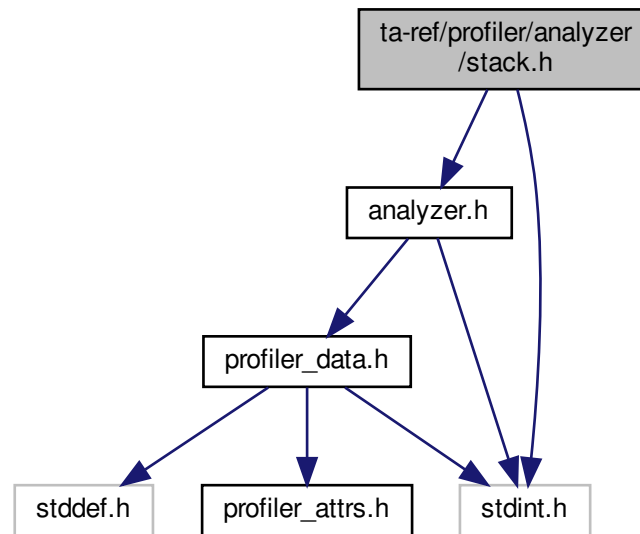 ta-ref/profiler/analyzer
/stack.h
analyzer.h
profiler_data.h
stddef.h
profiler_attrs.h
stdint.h